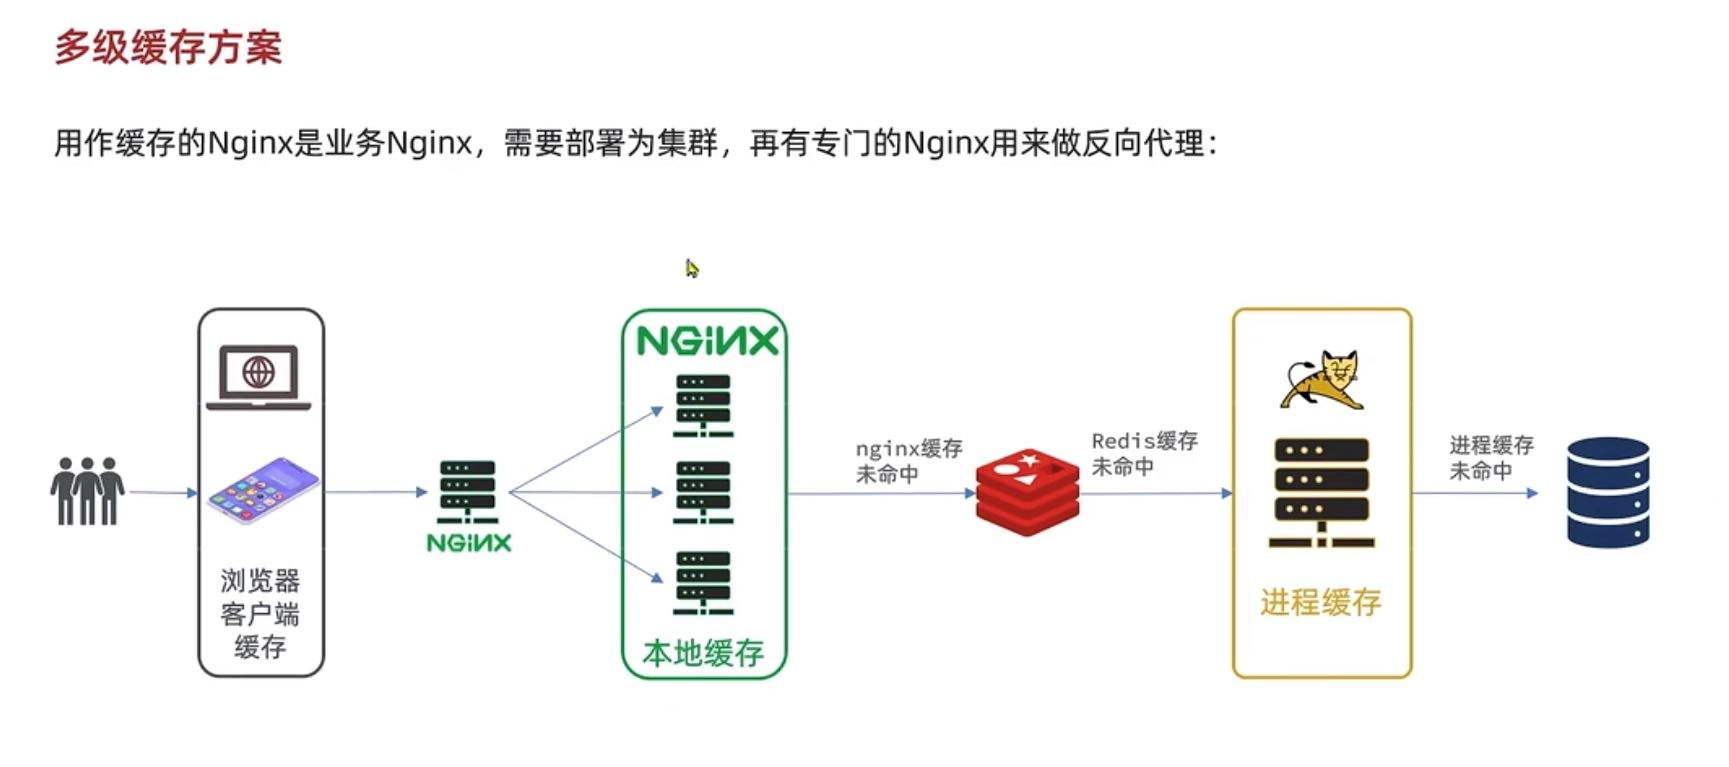 多级缓存方案
用作缓存的Nginx是业务Nginx，需要部署为集群，再有专门的Nginx用来做反向代理：
浏览器
客户端
缓存
NGiNX
NGiNX
本地缓存
nginx缓存
未命中
Redis缓存
未命中
进程缓存
进程缓存
未命中